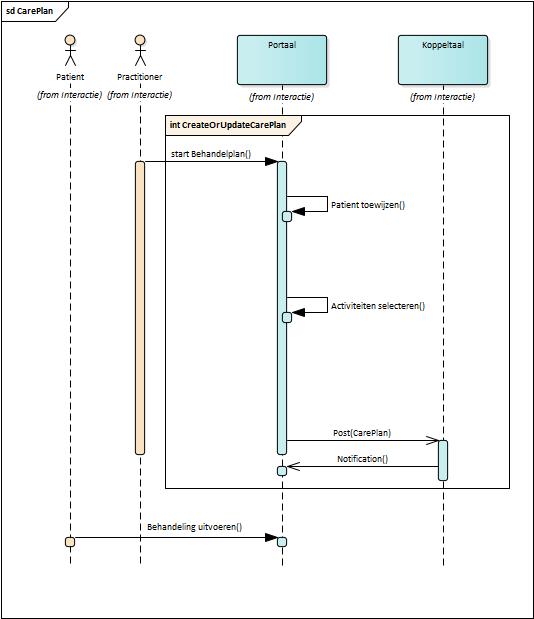 sd CarePlan
Patient
Practitioner
Portaal
Koppeltaal
(from Interactie)
(from Interactie)
(from Interactie)
(from Interactie)
int CreateOrUpdateCarePlan
start Behandelplan()
Patient toewijzen()
Activiteiten selecteren()
Post(CarePlan)
Notification()
Behandeling uitvoeren()